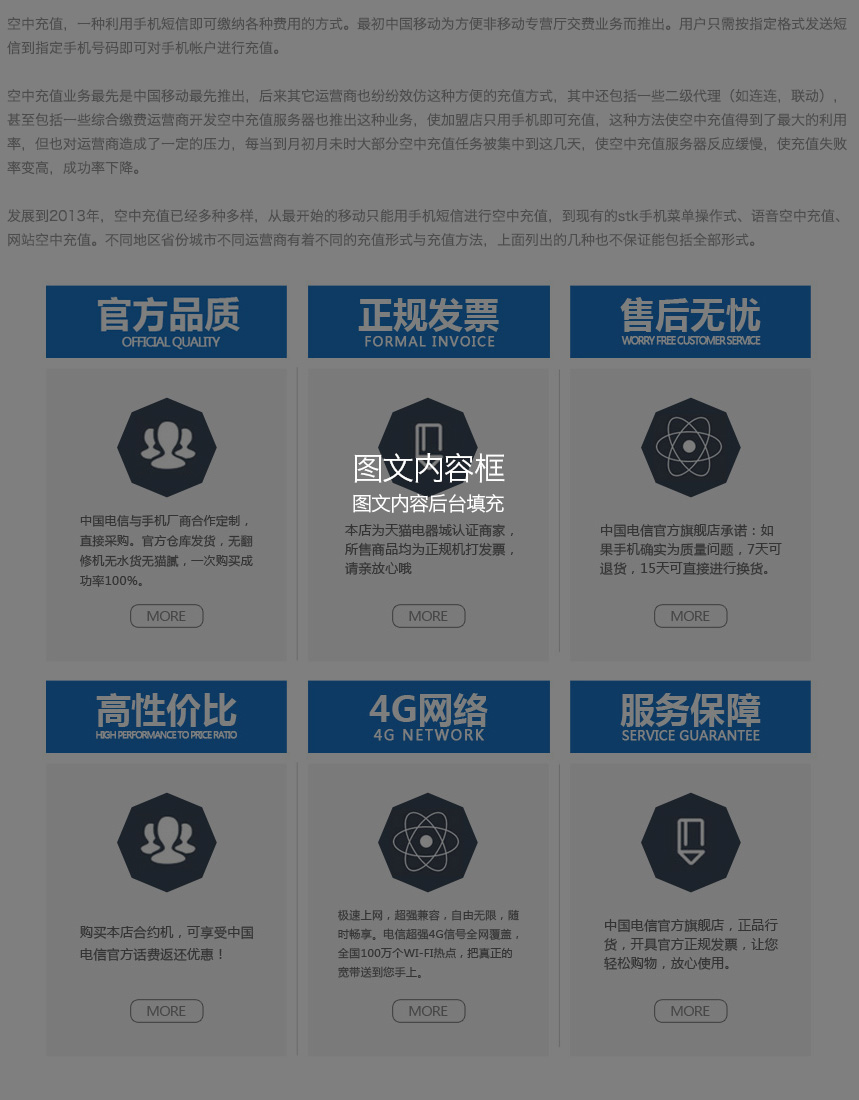 空中充值，一种利用手机短信即可缴纳各种费用的方式。最初中国移动为方便非移动专营厅交费业务而推出。用户只需按指定格式发送短
信到指定手机号码即可对手机帐户进行充值。
空中充值业务最先是中国移动最先推出，后来其它运营商也纷纷效仿这种方便的充值方式，其中还包括一些二级代理（如连连，联动），
甚至包括一些综合缴费运营商开发空中充值服务器也推出这种业务，使加盟店只用手机即可充值，这种方法使空中充值得到了最大的利用
率，但也对运营商造成了一定的压力，每当到月初月未时大部分空中充值任务被集中到这几天，使空中充值服务器反应缓慢，使充值失败
率变高，成功率下降。
发展到2013年，空中充值已经多种多样，从最开始的移动只能用手机短信进行空中充值，到现有的stk手机菜单操作式、语音空中充值、
网站空中充值。不同地区省份城市不同运营商有着不同的充值形式与充值方法，上面列出的几种也不保证能包括全部形式。
官方品质
OFFICIAL QUALITY
正规发票
FORMAL INVOICE
售后无忧
WORRY FREE CUSTOMER SERVICE
图文内容框
图文内容后台填充
中国电信与手机厂商合作定制，
直接采购。官方仓库发货，无翻
修机无水货无猫腻，一次购买成
功率100%。
MORE
本店为天猫电器城认证商家，
所售商品均为正规机打发票，
请亲放心哦
MORE
中国电信官方旗舰店承诺：如
果手机确实为质量问题，7天可
退货，15天可直接进行换货。
MORE
高性价比
HIGH PERFORMANCE TO PRICE RATIO
4G网络
4G NETWORK
服务保障
SERVICE GUARANTEE
购买本店合约机，可享受中国
电信官方话费返还优惠！
MORE
极速上网，超强兼容，自由无限，随
时畅享。电信超强4G信号全网覆盖，
全国100万个WI-FI热点，把真正的
宽带送到您手上。
MORE
中国电信官方旗舰店，正品行
货，开具官方正规发票，让您
轻松购物，放心使用。
MORE